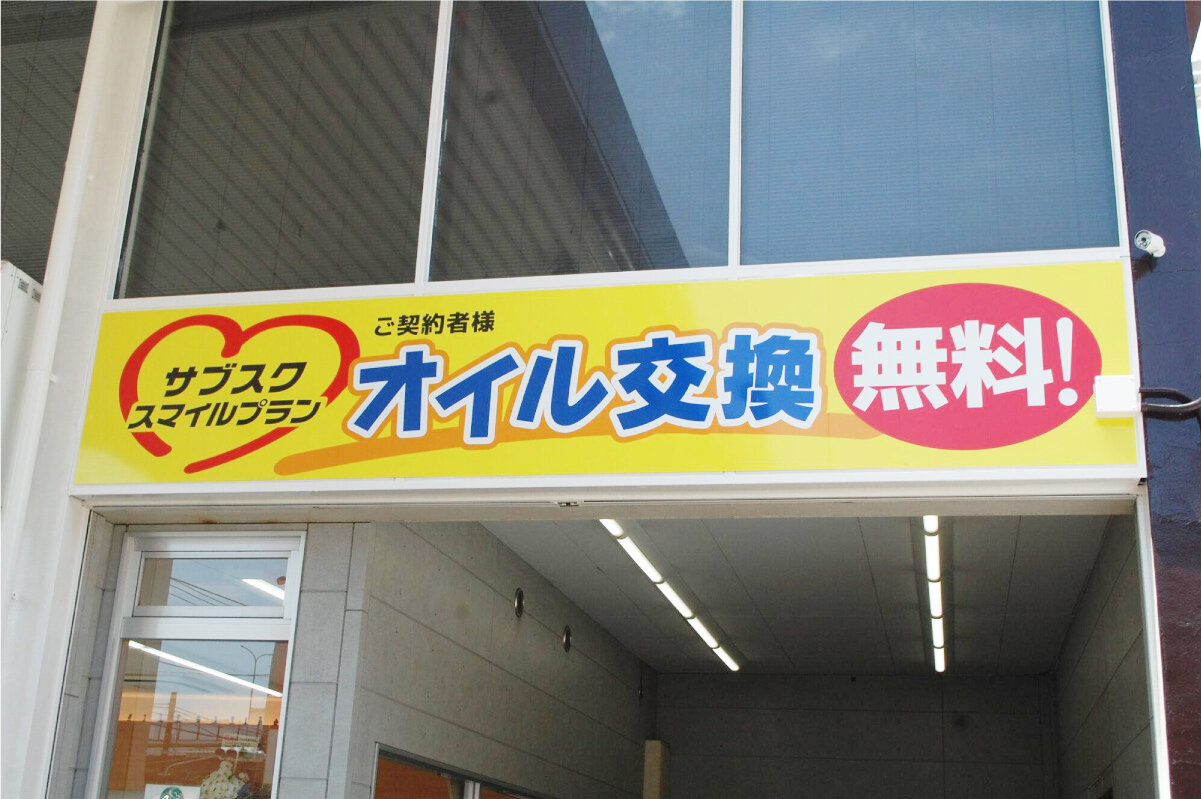 サブスク
スマイルプラン
ご契約者様
オイル交換
無料!